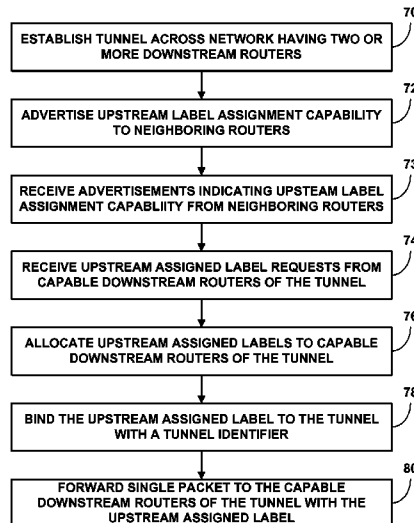 70
ESTABLISH TUNNEL ACROSS NETWORK HAVING TWO OR
MORE DOWNSTREAM ROUTERS
72
ADVERTISE UPSTREAM LABEL ASSIGNMENT CAPABILITY
TO NEIGHBORING ROUTERS
73
RECEIVE ADVERTISEMENTS INDICATING UPSTEAM LABEL
ASSIGNMENT CAPABLIITY FROM NEIGHBORING ROUTERS
74
RECEIVE UPSTREAM ASSIGNED LABEL REQUESTS FROM
CAPABLE DOWNSTREAM ROUTERS OF THE TUNNEL
76
ALLOCATE UPSTREAM ASSIGNED LABELS TO CAPABLE
DOWNSTREAM ROUTERS OF THE TUNNEL
78
BIND THE UPSTREAM ASSIGNED LABEL TO THE TUNNEL
WITH A TUNNEL IDENTIFIER
80
FORWARD SINGLE PACKET TO THE CAPABLE
DOWNSTREAM ROUTERS OF THE TUNNEL WITH THE
UPSTREAM ASSIGNED LABEL